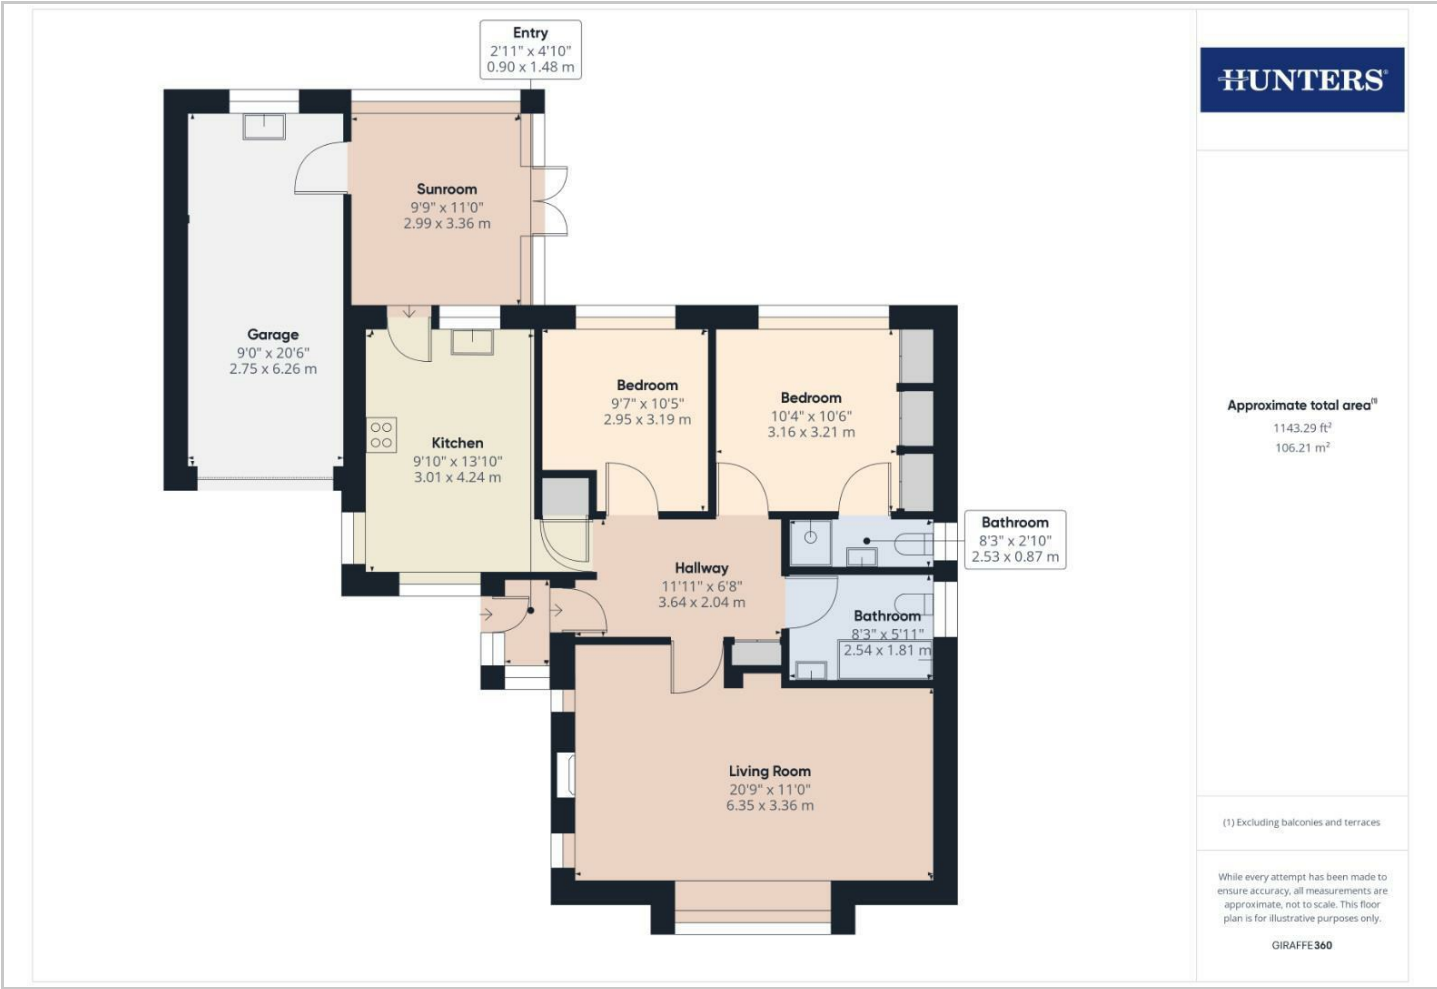 Entry
2'11" x 4'10"
0.90 x 1.48 m
HUNTERS®
Sunroom
9'9" x 11'0"
2.99 x 3.36 m
Garage
9'0" x 20'6"
2.75 x 6.26 m
Bedroom
9'7" x 10'5"
2.95 x 3.19 m
Bedroom
10'4" x 10'6"
3.16 x 3.21 m
Kitchen
9'10" x 13'10"
3.01 x 4.24 m
Bathroom
8'3" x 2'10"
2.53 x 0.87 m
Hallway
11'11" x 6'8"
3.64 x 2.04 m
Bathroom
8'3" x 5'11"
2.54 x 1.81 m
Living Room
20'9" x 11'0"
6.35 x 3.36 m
Approximate total area⁽¹⁾
1143.29 ft²
106.21 m²
(1) Excluding balconies and terraces
While every attempt has been made to
ensure accuracy, all measurements are
approximate, not to scale. This floor
plan is for illustrative purposes only.
GIRAFFE360